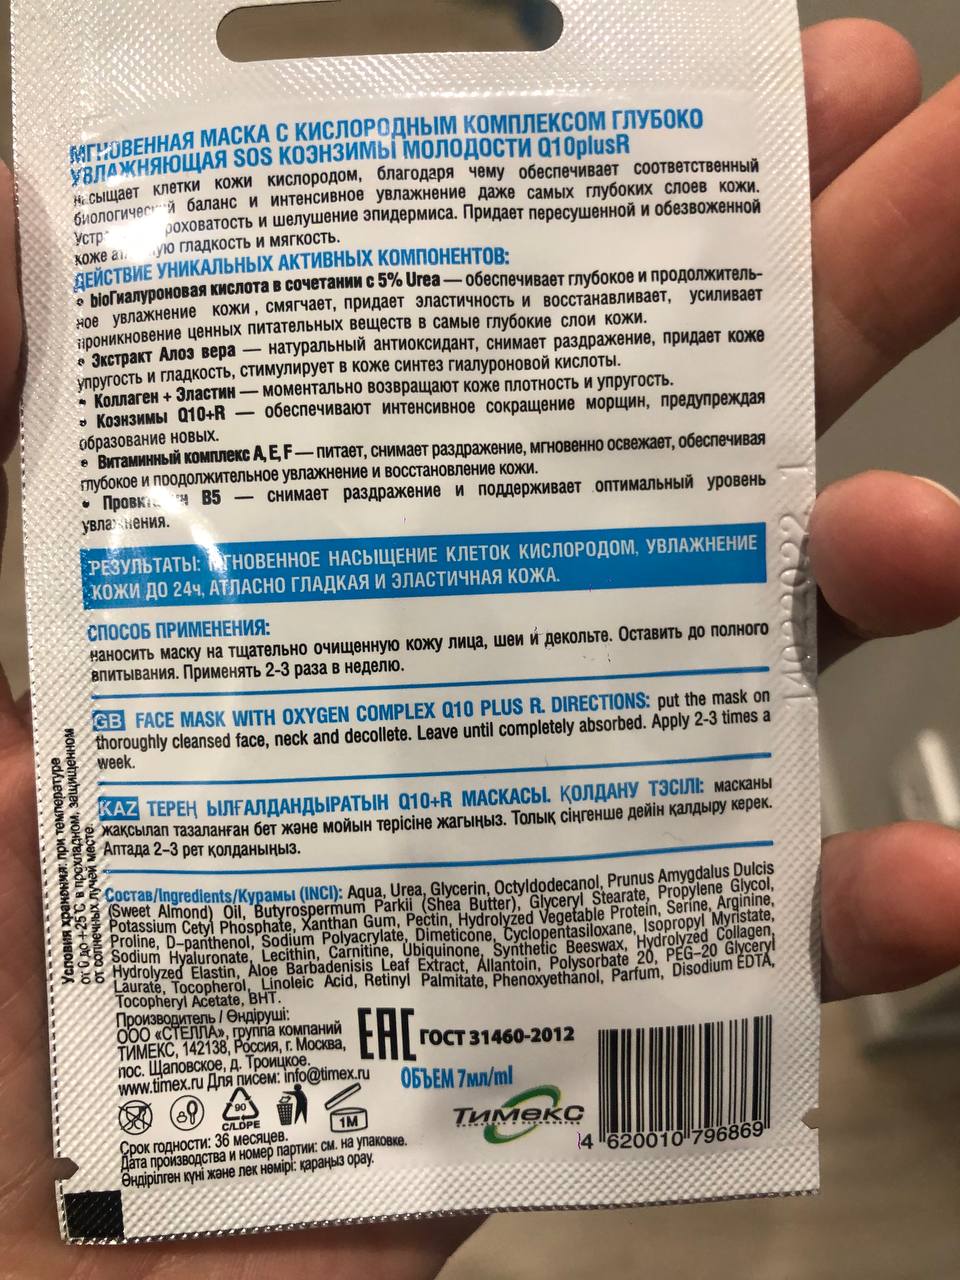 МГНОВЕННАЯ МАСКА С КИСЛОРОДНЫМ КОМПЛЕКСОМ ГЛУБОКО
УВЛАЖНЯЮЩАЯ SOS КОЭНЗИМЫ МОЛОДОСТИ Q10plusR
насыщает клетки кожи кислородом, благодаря чему обеспечивает соответственный
биологический баланс и интенсивное увлажнение даже самых глубоких слоев кожи.
шелушение эпидермиса. Придает пересушенной и обезвоженной
коже гладкость и мягкость.
ДЕЙСТВИЕ УНИКАЛЬНЫХ АКТИВНЫХ КОМПОНЕНТОВ:
• bioГиалуроновая кислота в сочетании с 5% Urea — обеспечивает глубокое и продолжитель-
ное увлажнение кожи , смягчает, придает эластичность и восстанавливает, усиливает
проникновение ценных питательных веществ в самые глубокие слои кожи.
• Экстракт Алоэ вера — натуральный антиоксидант, снимает раздражение, придает коже
упругость и гладкость, стимулирует в коже синтез гиалуроновой кислоты.
• Коллаген + Эластин — моментально возвращают коже плотность и упругость.
• Коэнзимы Q10+R — обеспечивают интенсивное сокращение морщин, предупреждая
образование новых.
• Витаминный комплекс A, E, F — питает, снимает раздражение, мгновенно освежает, обеспечивая
глубокое и продолжительное увлажнение и восстановление кожи.
• B5 — снимает раздражение и поддерживает оптимальный уровень
увлажнения.
РЕЗУЛЬТАТЫ: МГНОВЕННОЕ НАСЫЩЕНИЕ КЛЕТОК КИСЛОРОДОМ, УВЛАЖНЕНИЕ
КОЖИ ДО 24ч, АТЛАСНО ГЛАДКАЯ И ЭЛАСТИЧНАЯ КОЖА.
СПОСОБ ПРИМЕНЕНИЯ:
наносить маску на тщательно очищенную кожу лица, шеи и декольте. Оставить до полного
впитывания. Применять 2-3 раза в неделю.
GB FACE MASK WITH OXYGEN COMPLEX Q10 PLUS R. DIRECTIONS: put the mask on
thoroughly cleansed face, neck and decollete. Leave until completely absorbed. Apply 2-3 times a
week.
KAZ ТЕРЕҢ ЫЛҒАЛДАНДЫРАТЫН Q10+R МАСКАСЫ. ҚОЛДАНУ ТӘСІЛІ: масканы
жақсылап тазаланған бет және мойын терісіне жағыңыз. Толық сіңгенше дейін қалдыру керек.
Аптада 2-3 рет қолданыңыз.
Состав/Ingredients/Курамы (INCI): Aqua, Urea, Glycerin, Octyldodecanol, Prunus Amygdalus Dulcis
(Sweet Almond) Oil, Butyrospermum Parkii (Shea Butter), Glyceryl Stearate, Propylene Glycol,
Potassium Cetyl Phosphate, Xanthan Gum, Pectin, Hydrolyzed Vegetable Protein, Serine, Arginine,
Proline, D-panthenol, Sodium Polyacrylate, Dimeticone, Cyclopentasiloxane, Isopropyl Myristate,
Sodium Hyaluronate, Lecithin, Carnitine, Ubiquinone, Synthetic Beeswax, Hydrolyzed Collagen,
Hydrolyzed Elastin, Aloe Barbadenisis Leaf Extract, Allantoin, Polysorbate 20, PEG-20 Glyceryl
Laurate, Tocopherol, Linoleic Acid, Retinyl Palmitate, Phenoxyethanol, Parfum, Disodium EDTA,
Tocopheryl Acetate, BHT.
Условия хранения: при температуре
от 0 до +25 С в прохладном, защищенном
от солнечных лучей месте.
Производитель / Өндіруші:
ООО «СТЕЛЛА», группа компаний
ТИМЕКС, 142138, Россия, г. Москва,
пос. Щаповское, д. Троицкое.
www.timex.ru Для писем: info@timex.ru
EAC ГОСТ 31460-2012
ОБЪЕМ 7мл/ml
90
C/LDPE
1M
Тимекс
4 620010 796869
Срок годности: 36 месяцев.
Дата производства и номер партии: см. на упаковке.
Өндірілген күні және лек нөмірі: қараңыз орау.